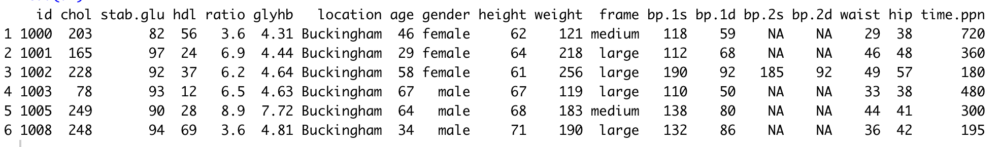 id chol stab.glu hdl ratio glyhb location age gender height weight frame bp.1s bp.1d bp.2s bp.2d waist hip time.ppn
1 1000 203 82 56 3.6 4.31 Buckingham 46 female 62 121 medium 118 59 NA NA 29 38 720
2 1001 165 97 24 6.9 4.44 Buckingham 29 female 64 218 large 112 68 NA NA 46 48 360
3 1002 228 92 37 6.2 4.64 Buckingham 58 female 61 256 large 190 92 185 92 49 57 180
4 1003 78 93 12 6.5 4.63 Buckingham 67 male 67 119 large 110 50 NA NA 33 38 480
5 1005 249 90 28 8.9 7.72 Buckingham 64 male 68 183 medium 138 80 NA NA 44 41 300
6 1008 248 94 69 3.6 4.81 Buckingham 34 male 71 190 large 132 86 NA NA 36 42 195